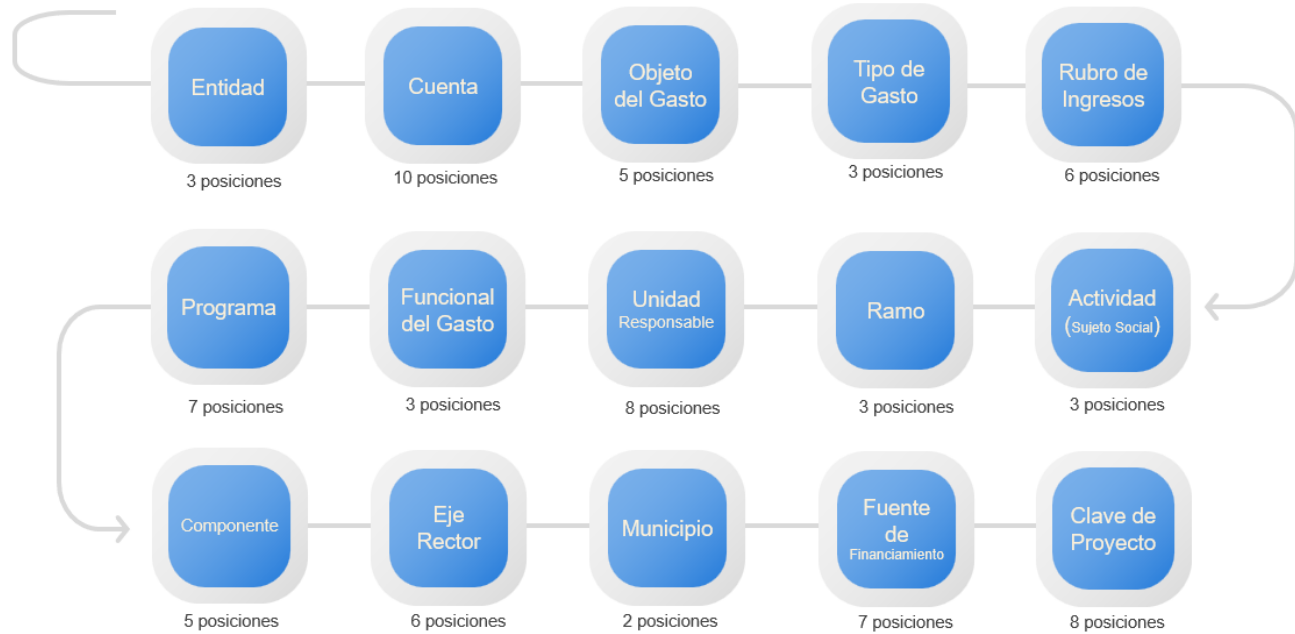 Entidad
3 posiciones
Cuenta
10 posiciones
Objeto
del Gasto
5 posiciones
Tipo de
Gasto
3 posiciones
Rubro de
Ingresos
6 posiciones
Actividad
(Sujeto Social)
3 posiciones
Ramo
3 posiciones
Unidad
Responsable
8 posiciones
Funcional
del Gasto
3 posiciones
Programa
7 posiciones
Componente
5 posiciones
Eje
Rector
6 posiciones
Municipio
2 posiciones
Fuente
de
Financiamiento
7 posiciones
Clave de
Proyecto
8 posiciones